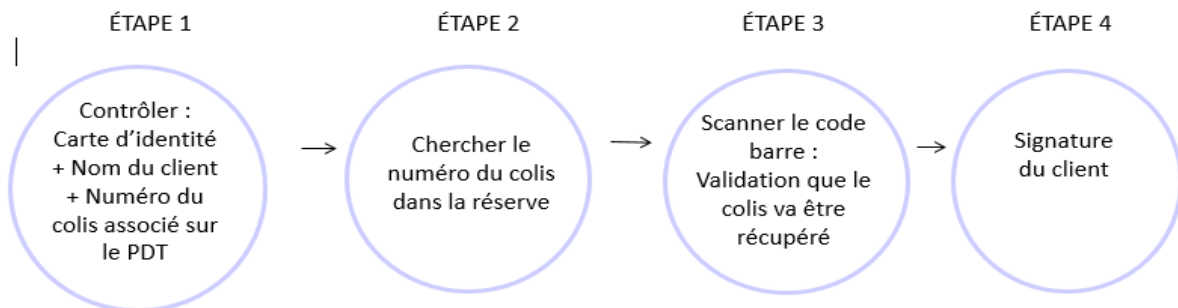 ÉTAPE 1
ÉTAPE 2
ÉTAPE 3
ÉTAPE 4
Contrôler :
Carte d’identité
+ Nom du client
+ Numéro du
colis associé sur
le PDT
Chercher le
numéro du colis
dans la réserve
Scanner le code
barre :
Validation que le
colis va être
récupéré
Signature
du client